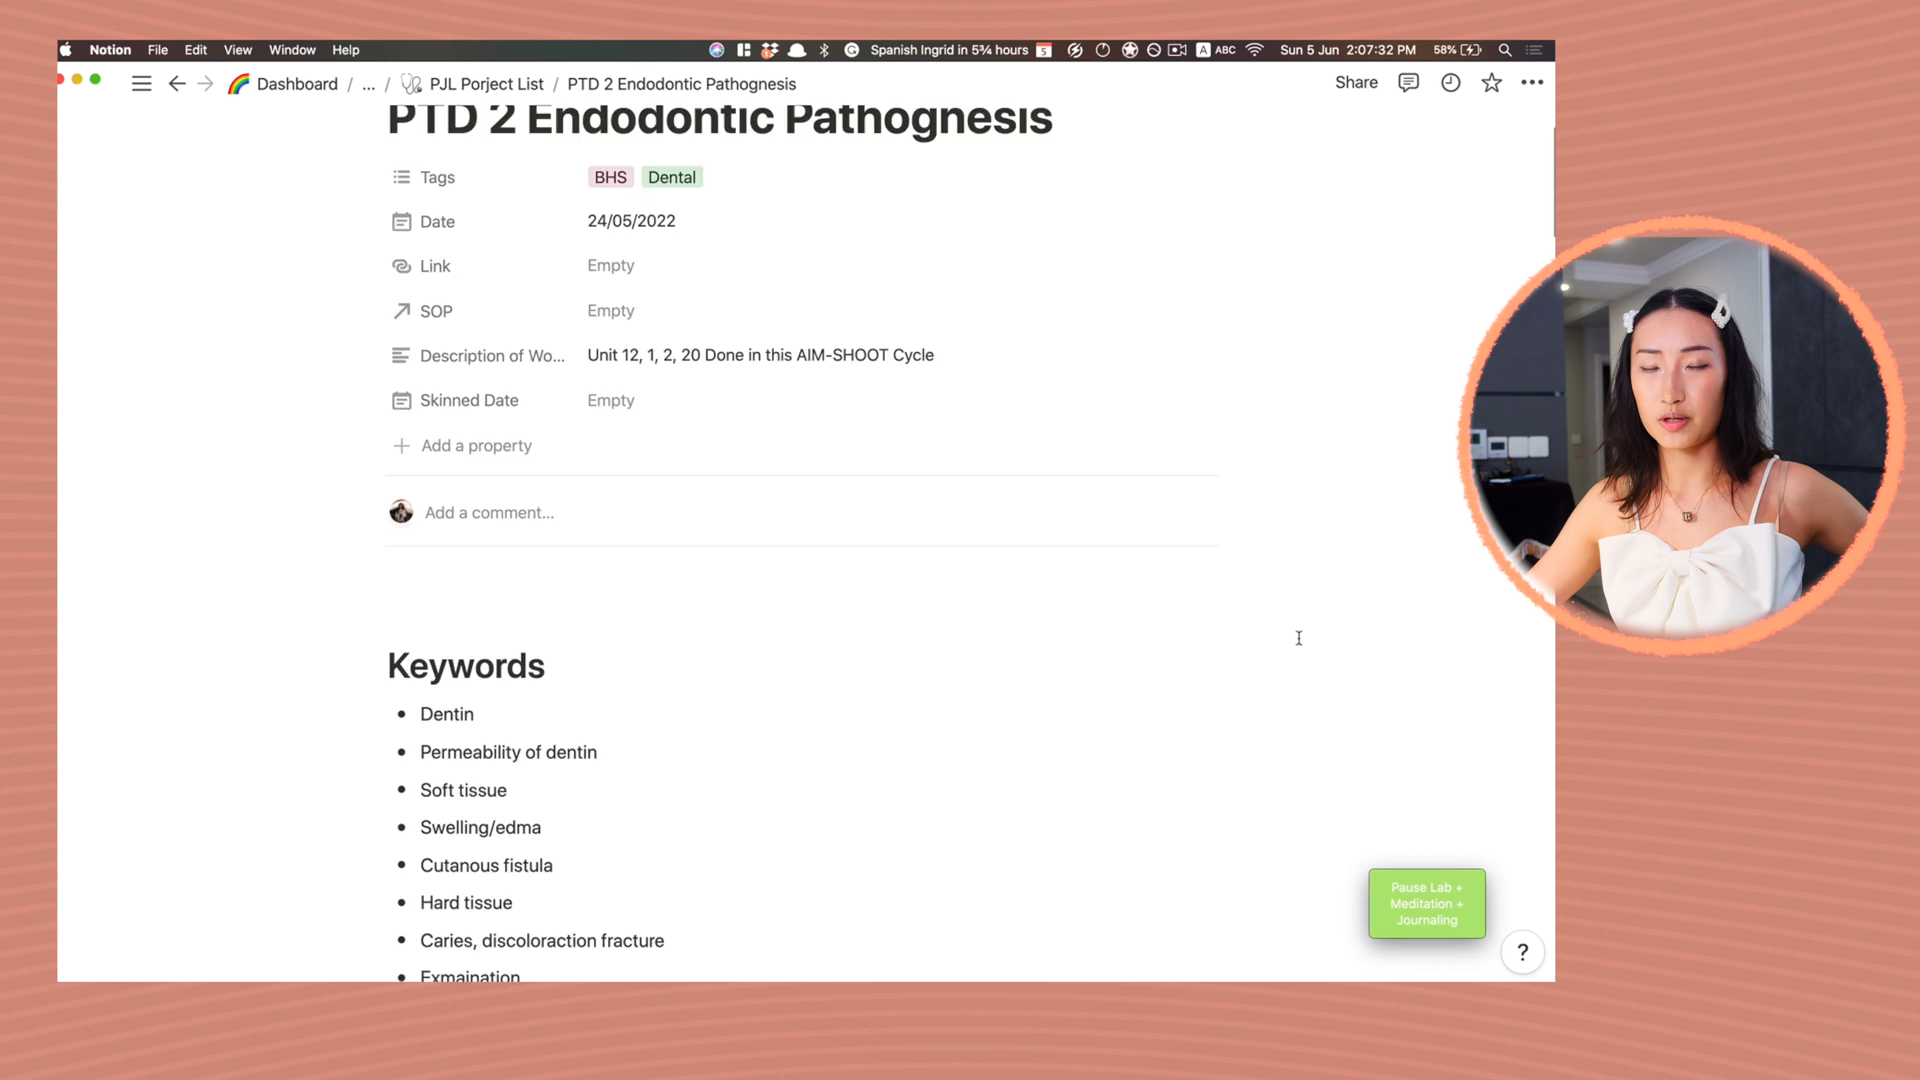 Notion File Edit View Window Help Spanish Ingrid in 5¾ hours 5 A ABC Sun 5 Jun 2:07:32 PM 58%
Dashboard / ... / PJL Porject List / PTD 2 Endodontic Pathognesis Share
PTD 2 Endodontic Pathognesis
Tags BHS Dental
Date 24/05/2022
Link Empty
SOP Empty
Description of Wo... Unit 12, 1, 2, 20 Done in this AIM-SHOOT Cycle
Skinned Date Empty
Add a property
Add a comment...
Keywords
Dentin
Permeability of dentin
Soft tissue
Swelling/edma
Cutanous fistula
Hard tissue
Caries, discoloraction fracture
Exmaination
Pause Lab +
Meditation +
Journaling
?